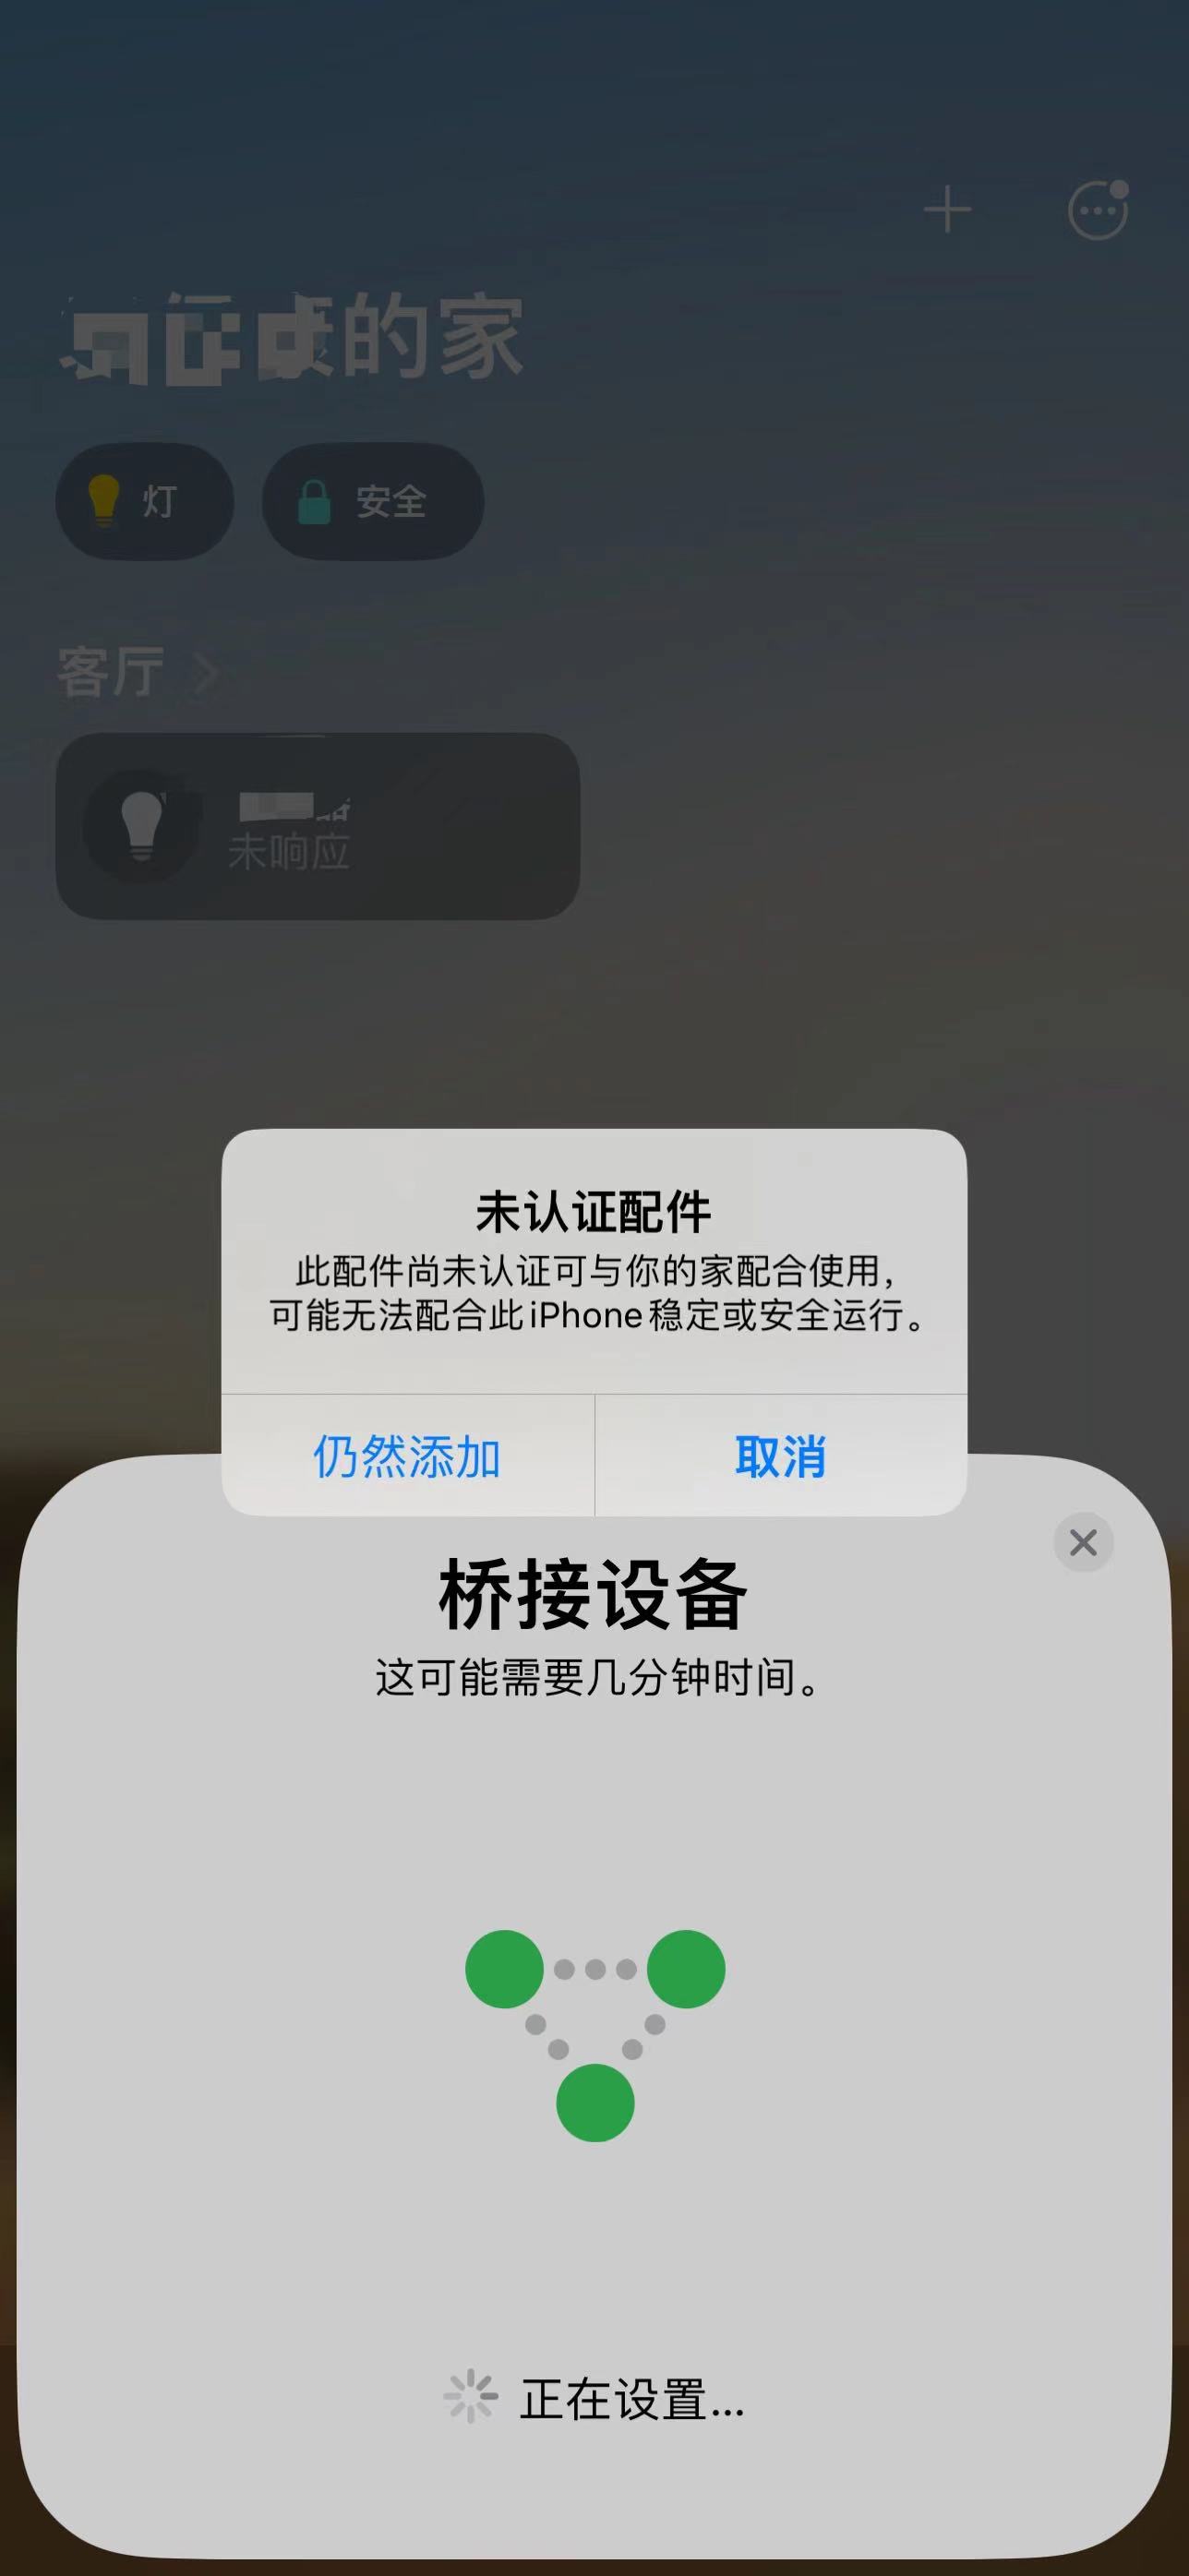 的家
灯
安全
客厅
未响应
未认证配件
此配件尚未认证可与你的家配合使用，
可能无法配合此iPhone稳定或安全运行。
仍然添加
取消
桥接设备
这可能需要几分钟时间。
正在设置...